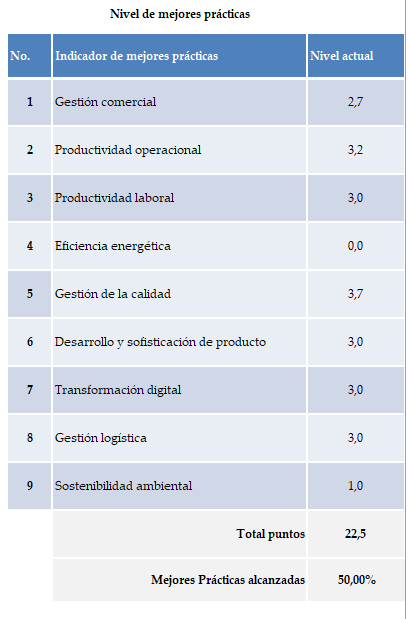 Nivel de mejores prácticas
No. Indicador de mejores prácticas Nivel actual
1 Gestión comercial 2,7
2 Productividad operacional 3,2
3 Productividad laboral 3,0
4 Eficiencia energética 0,0
5 Gestión de la calidad 3,7
6 Desarrollo y sofisticación de producto 3,0
7 Transformación digital 3,0
8 Gestión logística 3,0
9 Sostenibilidad ambiental 1,0
Total puntos 22,5
Mejores Prácticas alcanzadas 50,00%